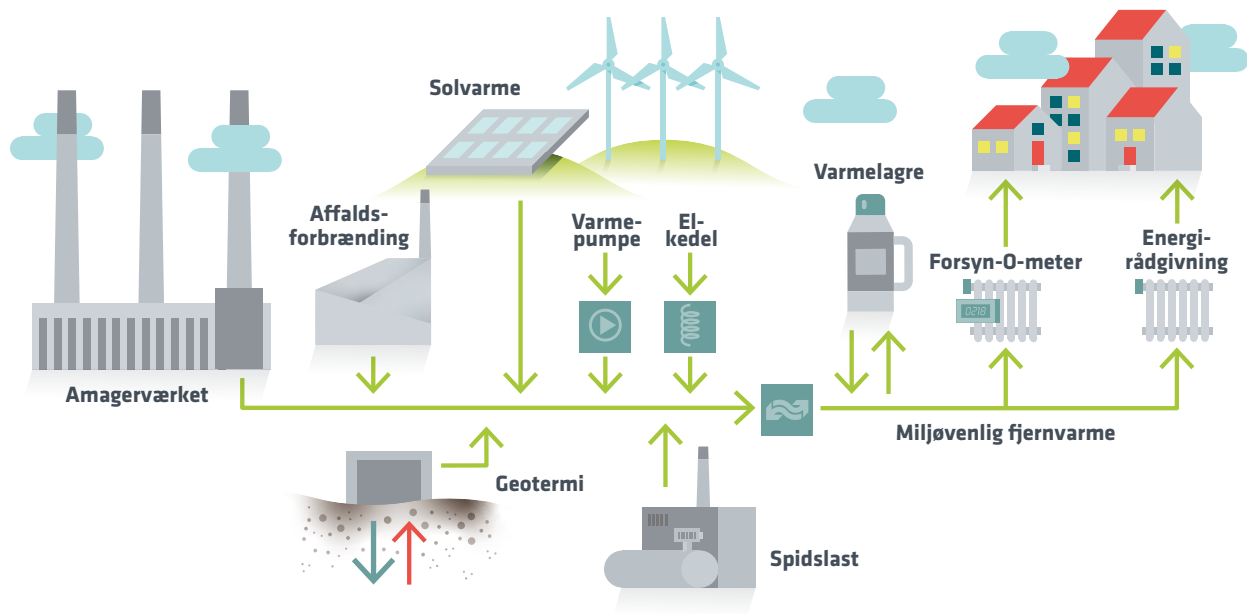 Solvarme
Affalds-
forbrænding
Varme-
pumpe
El-
kedel
Varmelagre
Forsyn-O-meter
0218
Energi-
rådgivning
Amagerværket
Miljøvenlig fjernvarme
Geotermi
Spidslast